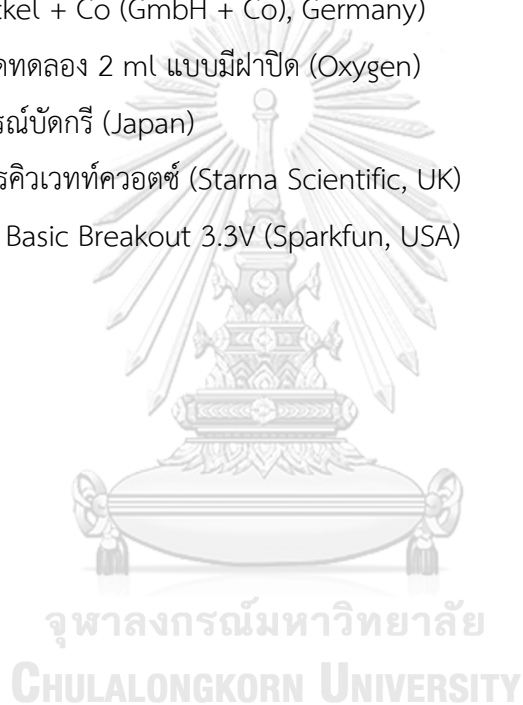 kel + Co (GmbH + Co), Germany)
ดทดลอง 2 ml แบบมีฝาปิด (Oxygen)
รณ์บัดกรี (Japan)
รคิวเวทท์ควอตซ์ (Starna Scientific, UK)
Basic Breakout 3.3V (Sparkfun, USA)
จุฬาลงกรณ์มหาวิทยาลัย
CHULALONGKORN UNIVERSITY